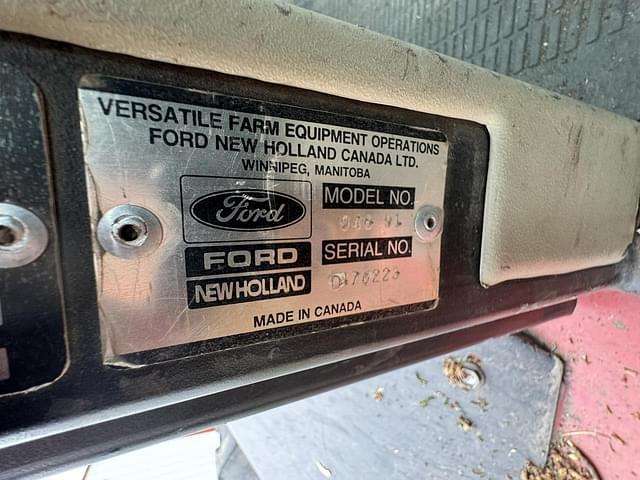 VERSATILE FARM EQUIPMENT OPERATIONS
FORD NEW HOLLAND CANADA LTD.
WINNIPEG, MANITOBA
Ford
FORD
NEW HOLLAND
MODEL NO.
SERIAL NO.
MADE IN CANADA